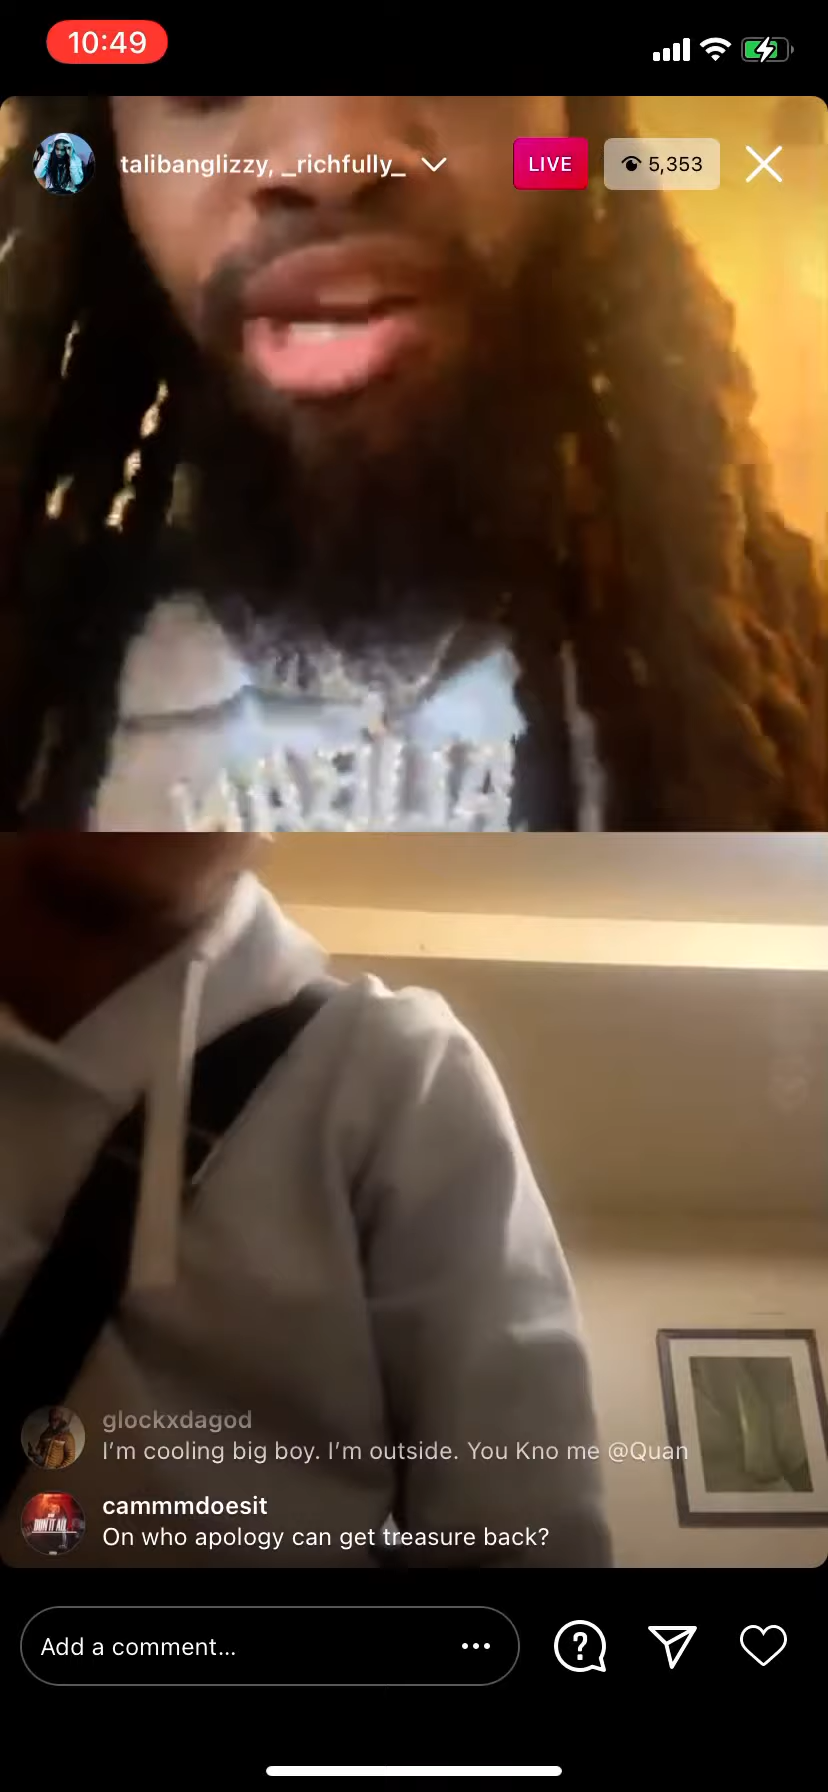 10:49
talibanglizzy, _richfully_
LIVE
5,353
glockxdagod
I'm cooling big boy. I'm outside. You Kno me @Quan
cammmdoesit
On who apology can get treasure back?
Add a comment...